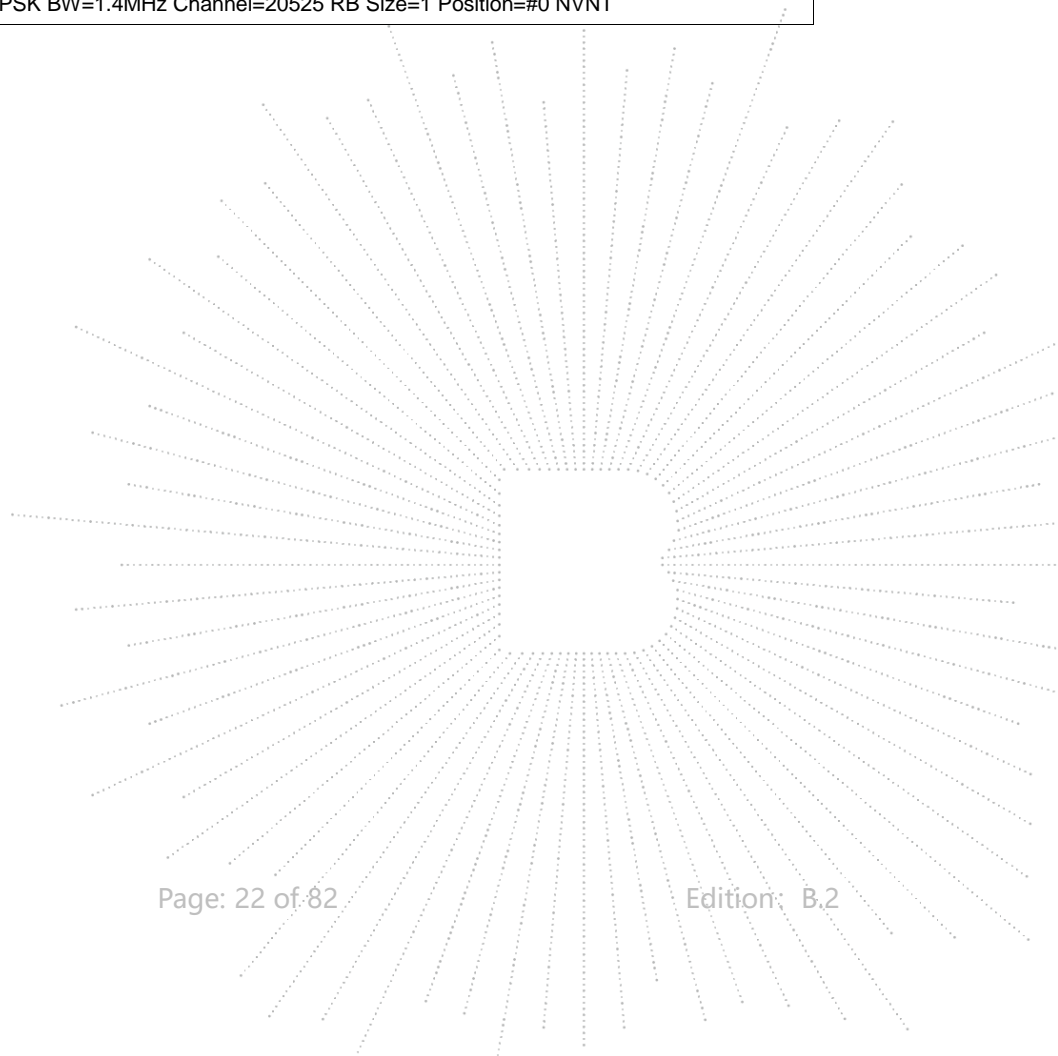 PSK BW=1.4MHz Channel=20525 RB Size=1 Position=#0 NVNT
Page: 22 of 82 Edition： B.2